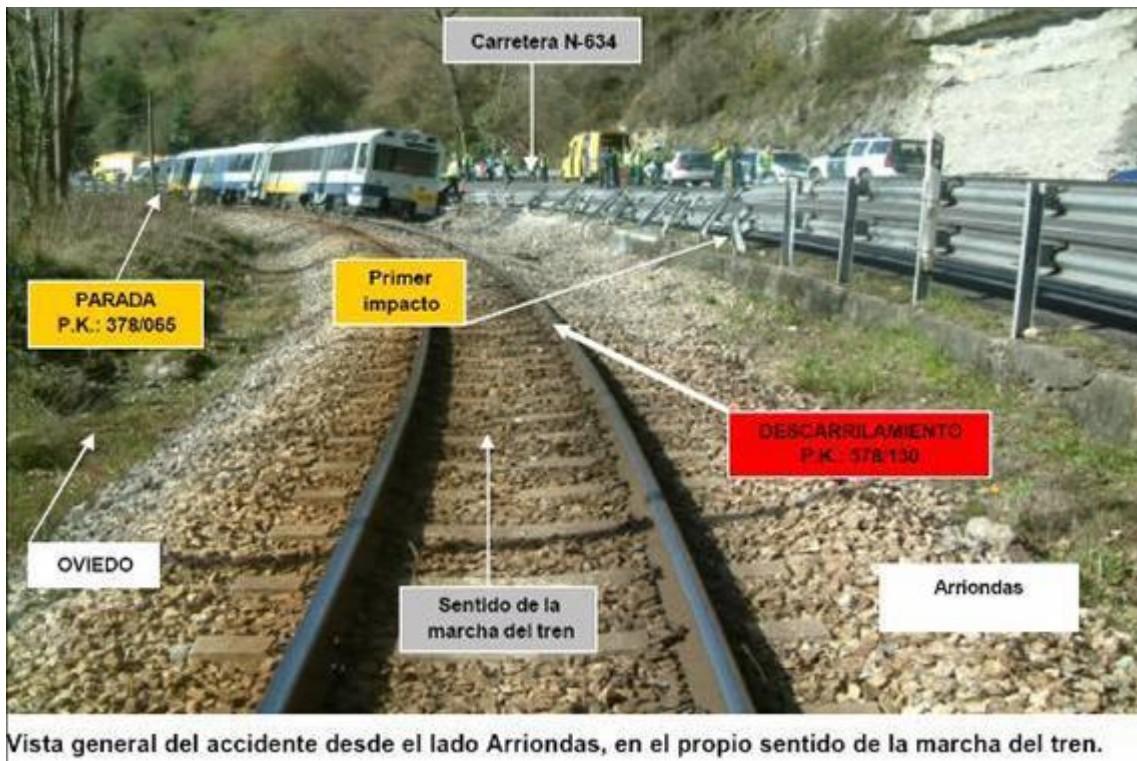 Carretera N-634
PARADA
P.K.: 378/065
Primer
impacto
DESCARRILAMIENTO
P.K.: 378/130
OVIEDO
Sentido de la
marcha del tren
Arriondas
Vista general del accidente desde el lado Arriondas, en el propio sentido de la marcha del tren.